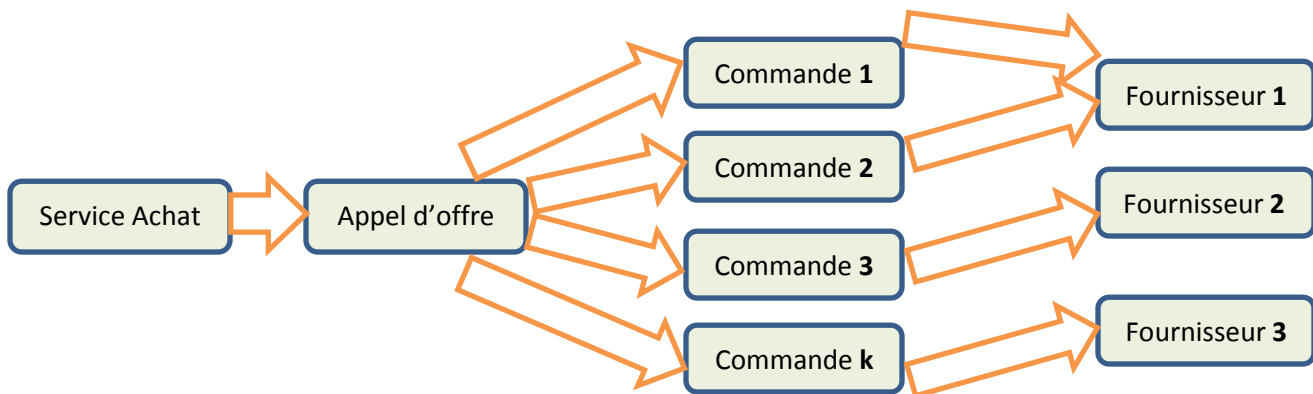 Service Achat
Appel d’offre
Commande 1
Commande 2
Commande 3
Commande k
Fournisseur 1
Fournisseur 2
Fournisseur 3